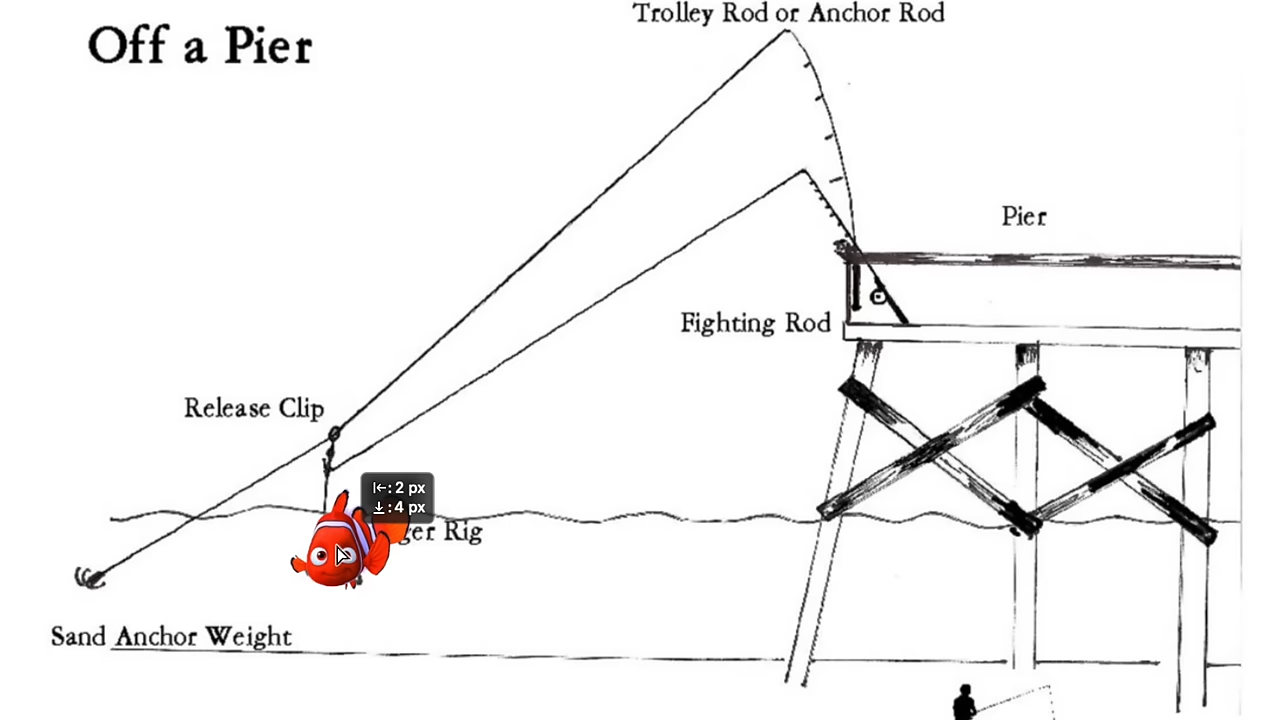 Trolley Rod or Anchor Rod
Off a Pier
Pier
Fighting Rod
Release Clip
|←: 2 px
↓: 4 px
Rig
Sand Anchor Weight